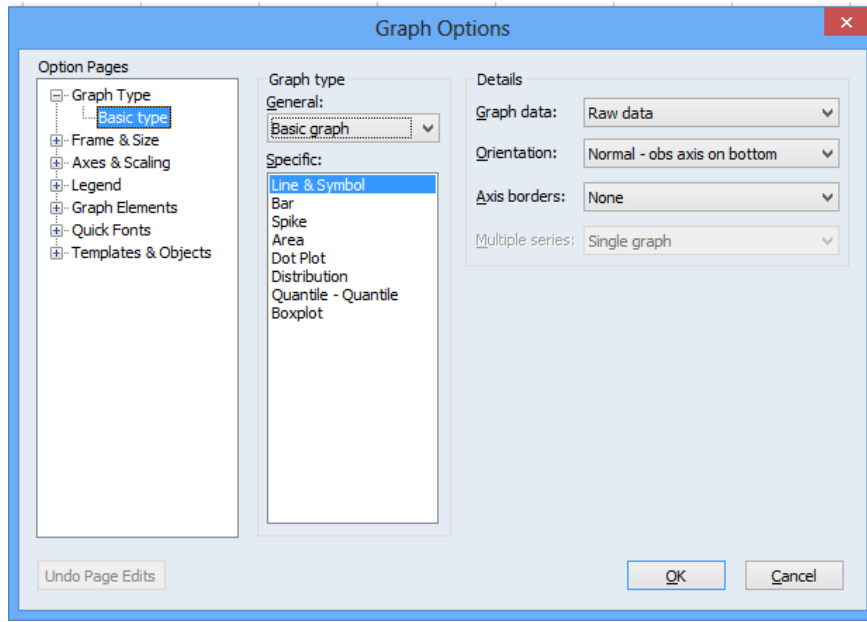 Graph Options
Option Pages
Graph Type
Basic type
Frame & Size
Axes & Scaling
Legend
Graph Elements
Quick Fonts
Templates & Objects
Graph type
General:
Basic graph
Specific:
Line & Symbol
Bar
Spike
Area
Dot Plot
Distribution
Quantile - Quantile
Boxplot
Details
Graph data: Raw data
Orientation: Normal - obs axis on bottom
Axis borders: None
Multiple series: Single graph
Undo Page Edits
OK
Cancel